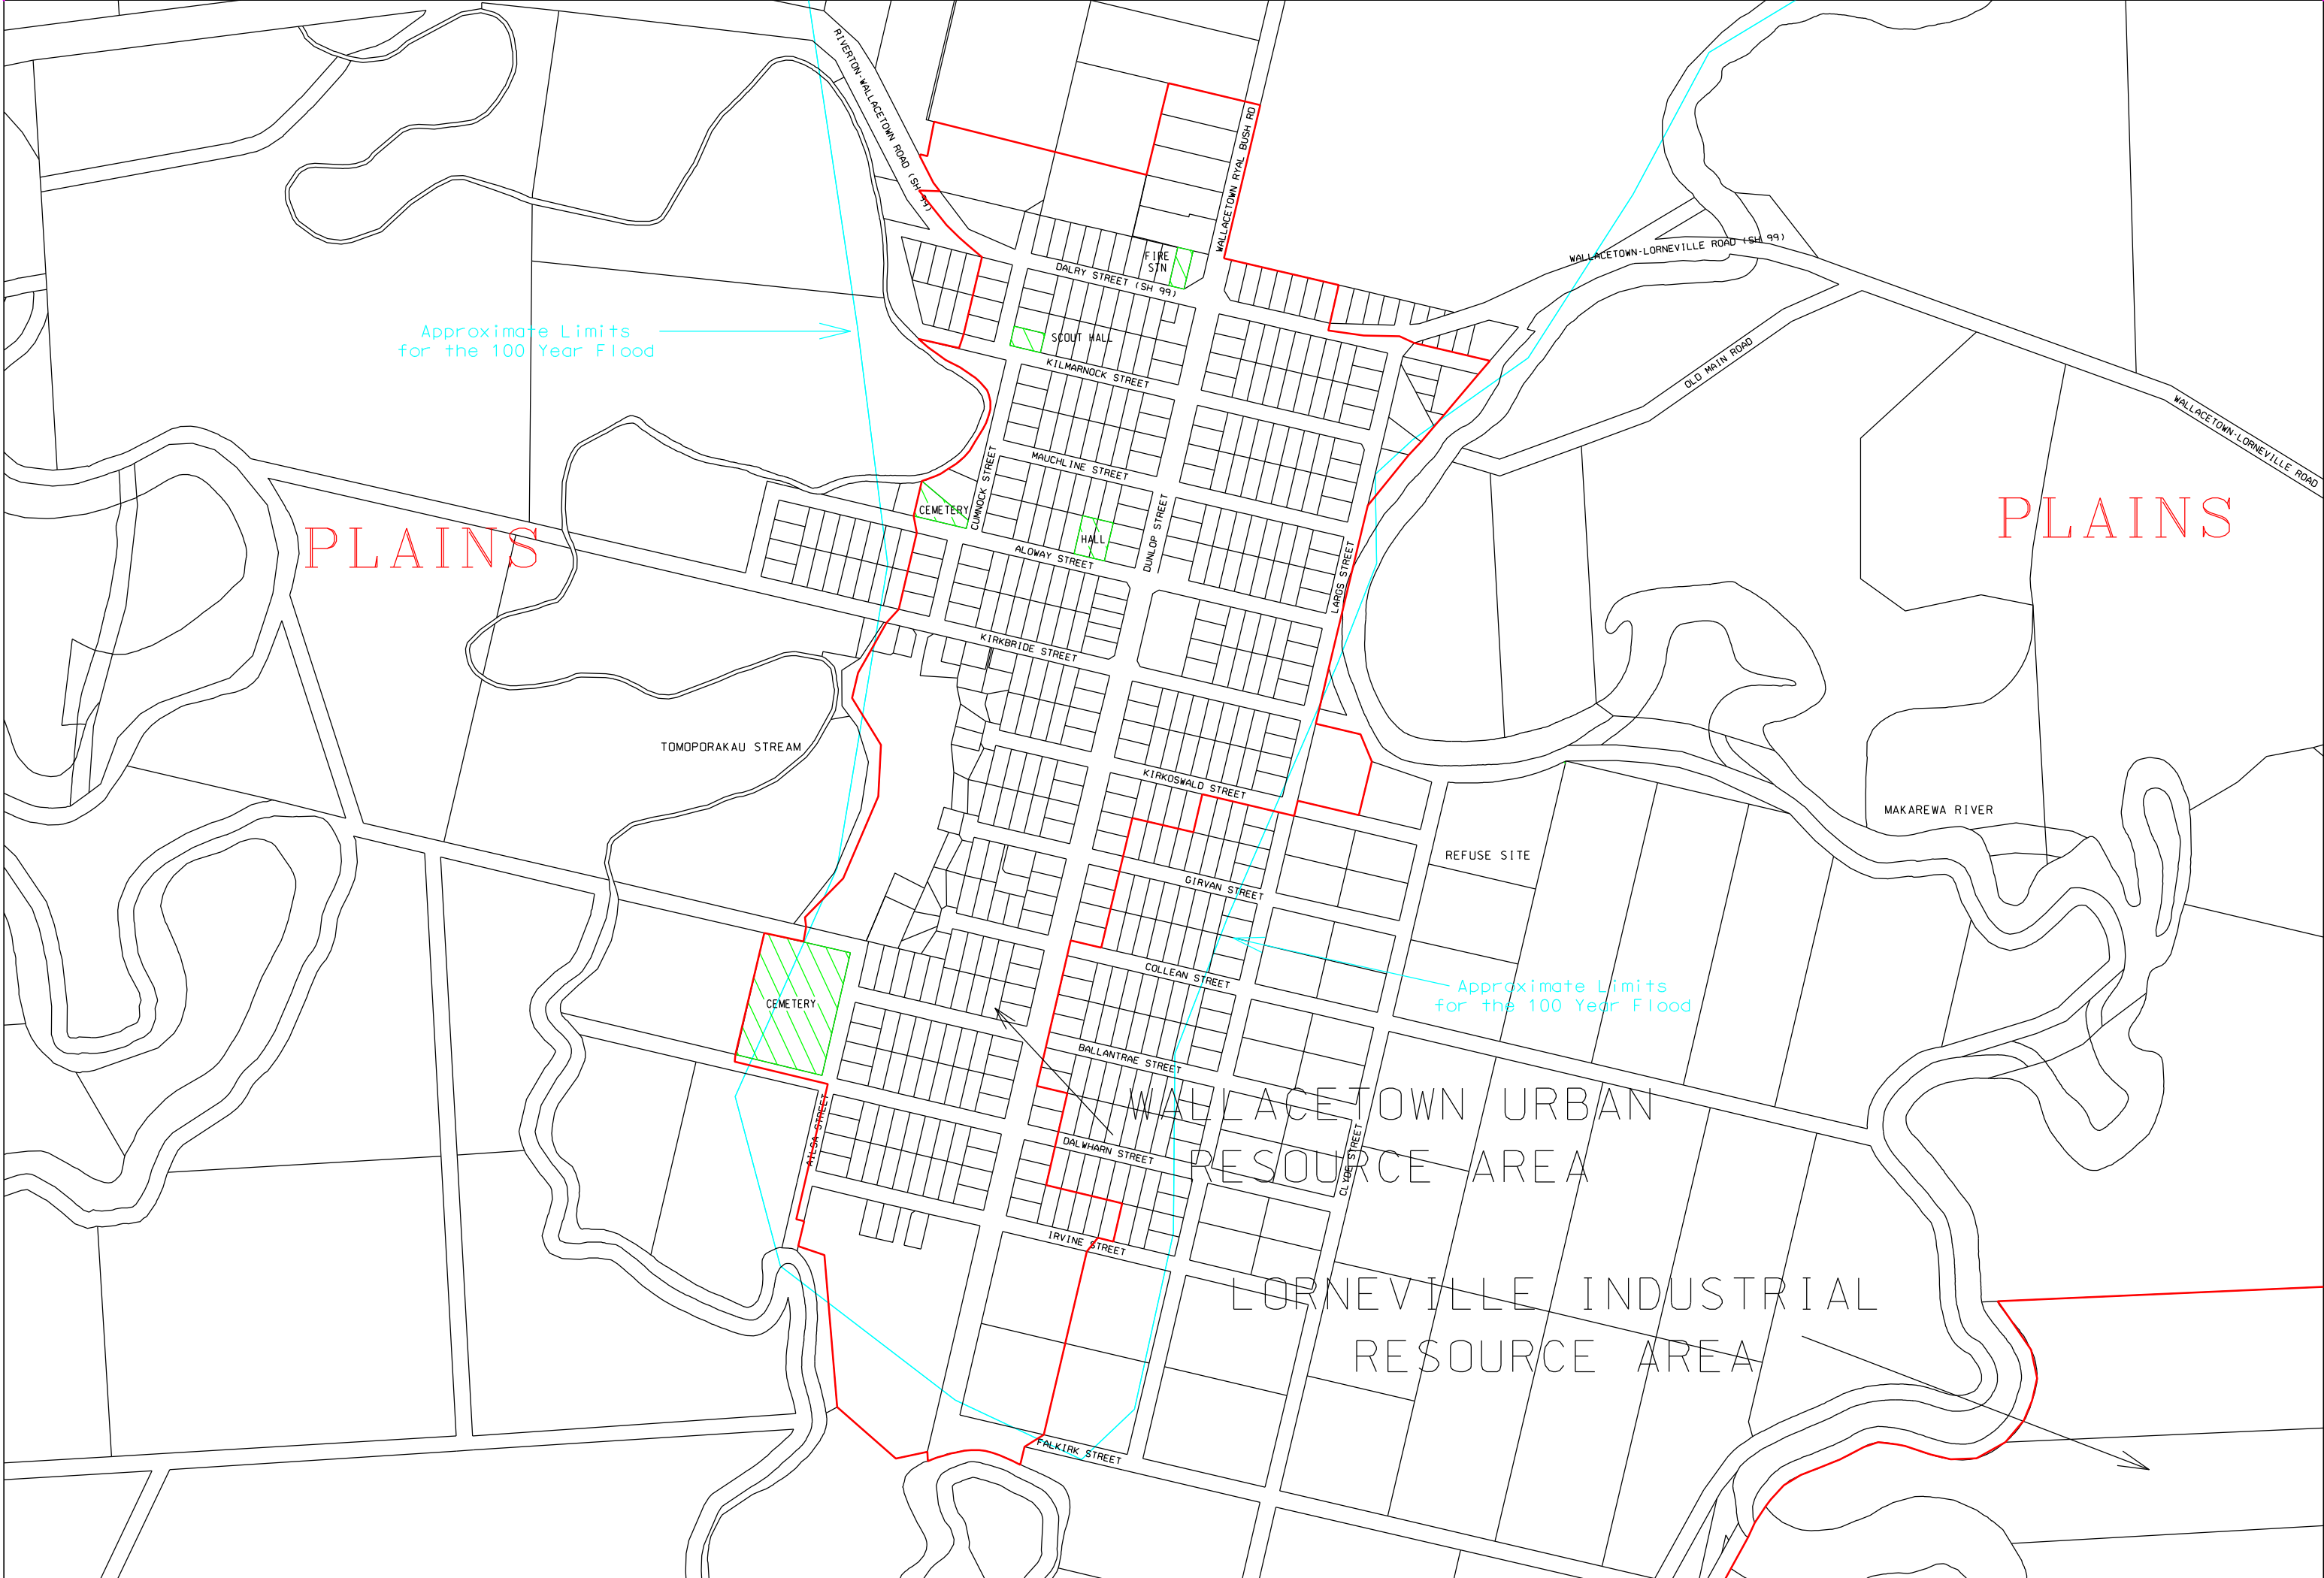 RIVERTON-WALLACETOWN ROAD (SH 99)
WALLACETOWN RYAL BUSH RD
WALLACETOWN-LORNEVILLE ROAD (SH 99)
FIRE
STN
DALRY STREET (SH 99)
Approximate Limits
for the 100 Year Flood
SCOUT HALL
KILMARNOCK STREET
OLD MAIN ROAD
WALLACETOWN-LORNEVILLE ROAD
MAUCHLINE STREET
CUMNOCK STREET
CEMETERY
DUNLOP STREET
HALL
PLAINS
PLAINS
ALOWAY STREET
LARGS STREET
KIRKBRIDE STREET
TOMOPORAKAU STREAM
KIRKOSWALD STREET
MAKAREWA RIVER
REFUSE SITE
GIRVAN STREET
COLLEAN STREET
Approximate Limits
for the 100 Year Flood
CEMETERY
BALLANTRAE STREET
WALLACETOWN URBAN
RESOURCE AREA
AILSA STREET
DALWHARN STREET
CLYDE STREET
IRVINE STREET
LORNEVILLE INDUSTRIAL
RESOURCE AREA
FALKIRK STREET